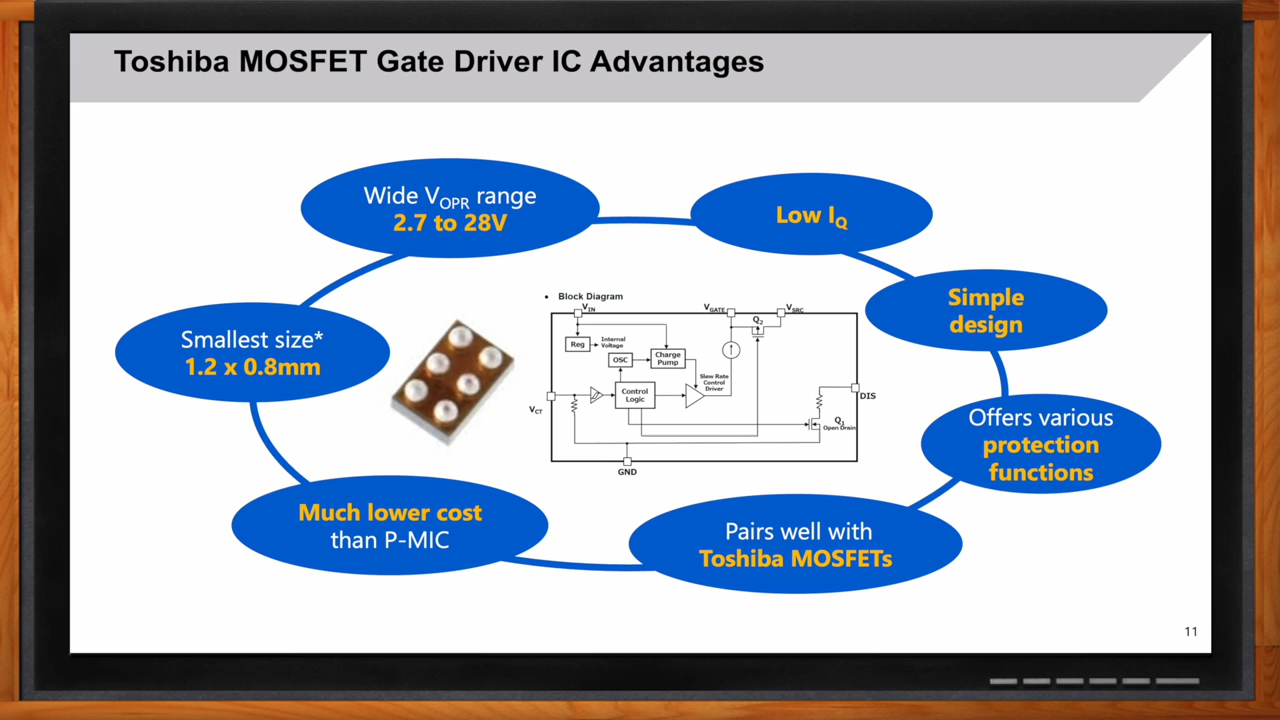 Toshiba MOSFET Gate Driver IC Advantages
Wide VOPR range
2.7 to 28V
Low IQ
Simple
design
Offers various
protection
functions
Pairs well with
Toshiba MOSFETs
Much lower cost
than P-MIC
Smallest size*
1.2 x 0.8mm
• Block Diagram
VIN
VGATE
VSRC
Q2
Reg
Internal
Voltage
OSC
Charge
Pump
Slew Rate
Control
Driver
Control
Logic
VCT
DIS
Q1
Open Drain
GND
11